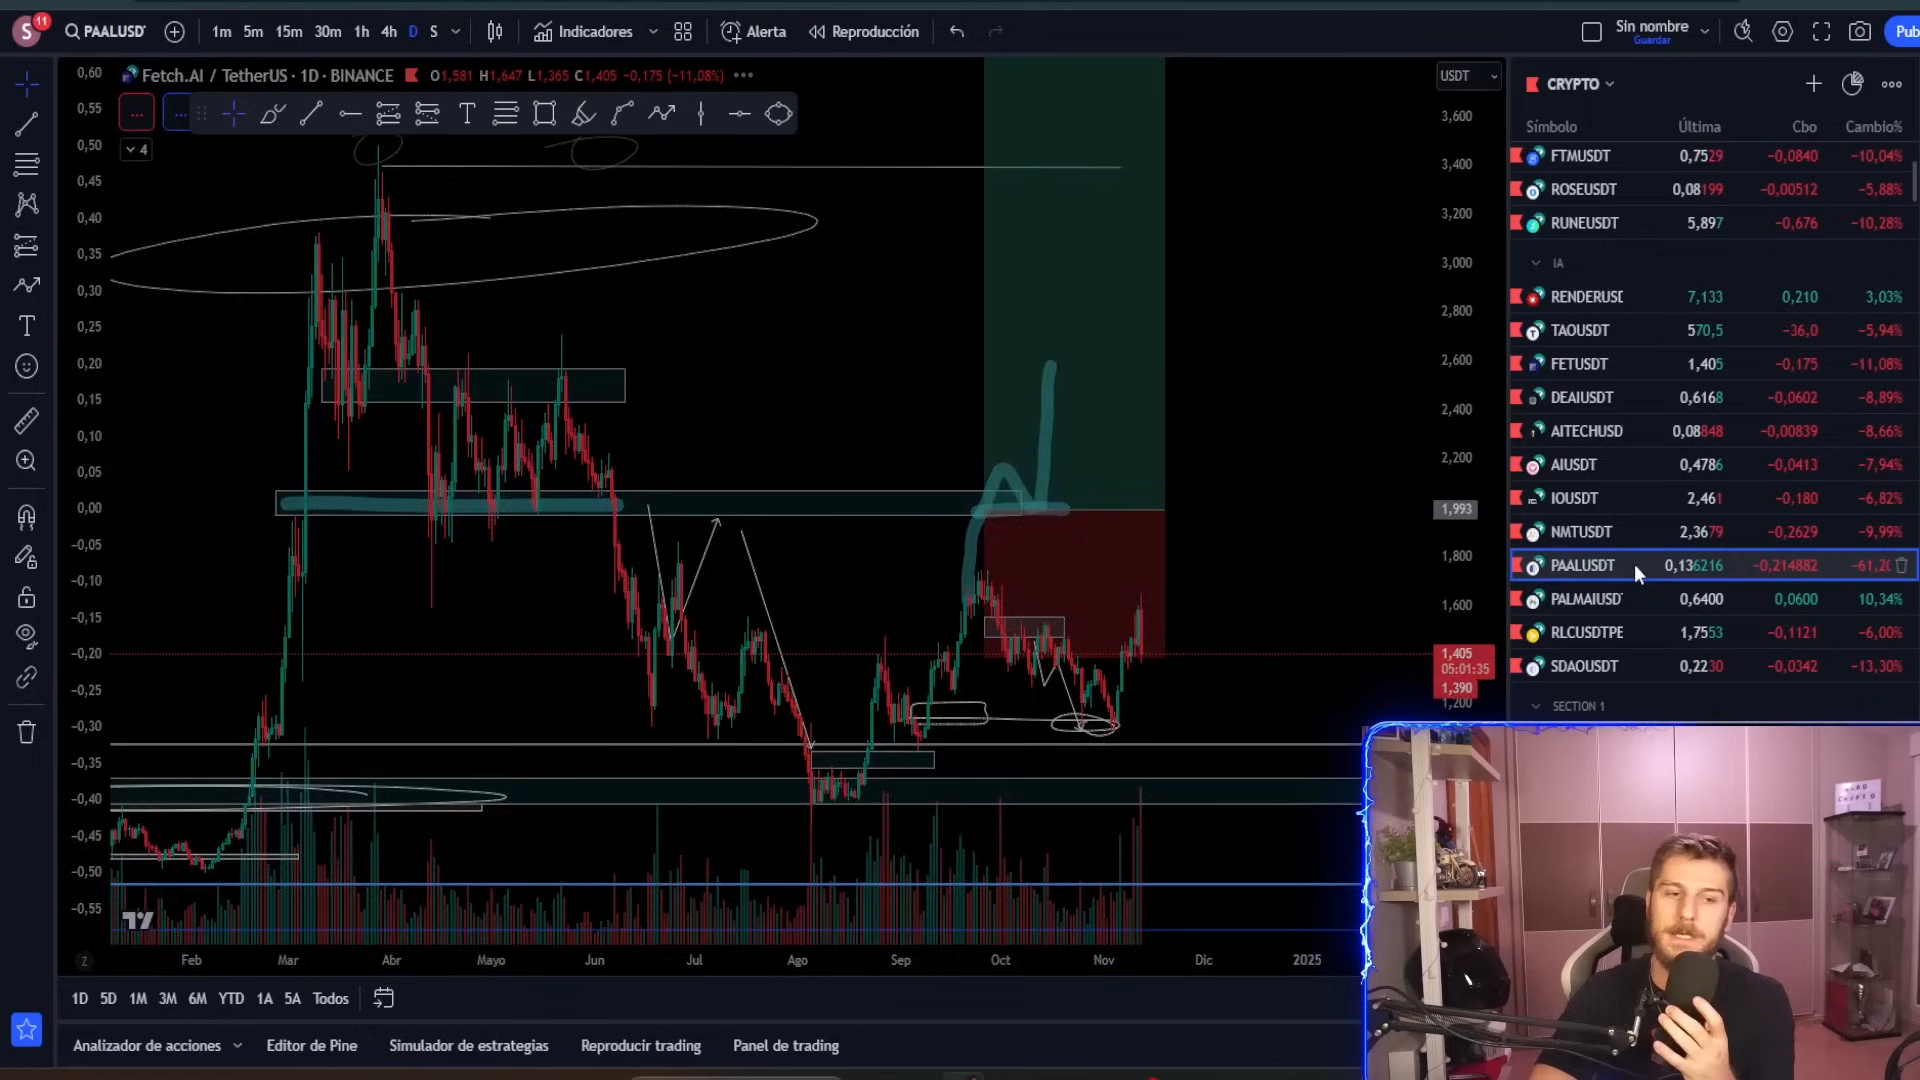 S 11 PAALUSD 1m 5m 15m 30m 1h 4h D S Indicadores Alerta Reproducción Sin nombre Guardar Pub
Fetch.AI / TetherUS · 1D · BINANCE O1,581 H1,647 L1,365 C1,405 −0,175 (−11,08%)
4
0,60
0,55
0,50
0,45
0,40
0,35
0,30
0,25
0,20
0,15
0,10
0,05
0,00
−0,05
−0,10
−0,15
−0,20
−0,25
−0,30
−0,35
−0,40
−0,45
−0,50
−0,55
USDT
3,600
3,400
3,200
3,000
2,800
2,600
2,400
2,200
1,993
1,800
1,600
1,405
05:01:35
1,390
1,200
Z Feb Mar Abr Mayo Jun Jul Ago Sep Oct Nov Dic 2025
1D 5D 1M 3M 6M YTD 1A 5A Todos
Analizador de acciones Editor de Pine Simulador de estrategias Reproducir trading Panel de trading
CRYPTO
Símbolo Última Cbo Cambio%
FTMUSDT 0,7529 −0,0840 −10,04%
ROSEUSDT 0,08199 −0,00512 −5,88%
RUNEUSDT 5,897 −0,676 −10,28%
IA
RENDERUSD 7,133 0,210 3,03%
TAOUSDT 570,5 −36,0 −5,94%
FETUSDT 1,405 −0,175 −11,08%
DEAIUSDT 0,6168 −0,0602 −8,89%
AITECHUSD 0,08848 −0,00839 −8,66%
AIUSDT 0,4786 −0,0413 −7,94%
IOUSDT 2,461 −0,180 −6,82%
NMTUSDT 2,3679 −0,2629 −9,99%
PAALUSDT 0,136216 −0,214882 −61,20
PALMAIUSD 0,6400 0,0600 10,34%
RLCUSDTPE 1,7553 −0,1121 −6,00%
SDAOUSDT 0,2230 −0,0342 −13,30%
SECTION 1